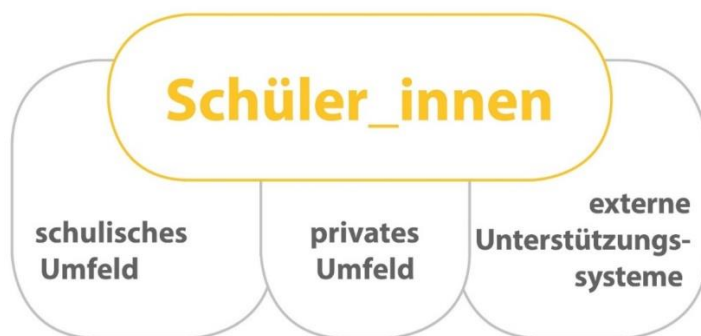 Schüler_innen
schulisches
Umfeld
privates
Umfeld
externe
Unterstützungs-
systeme